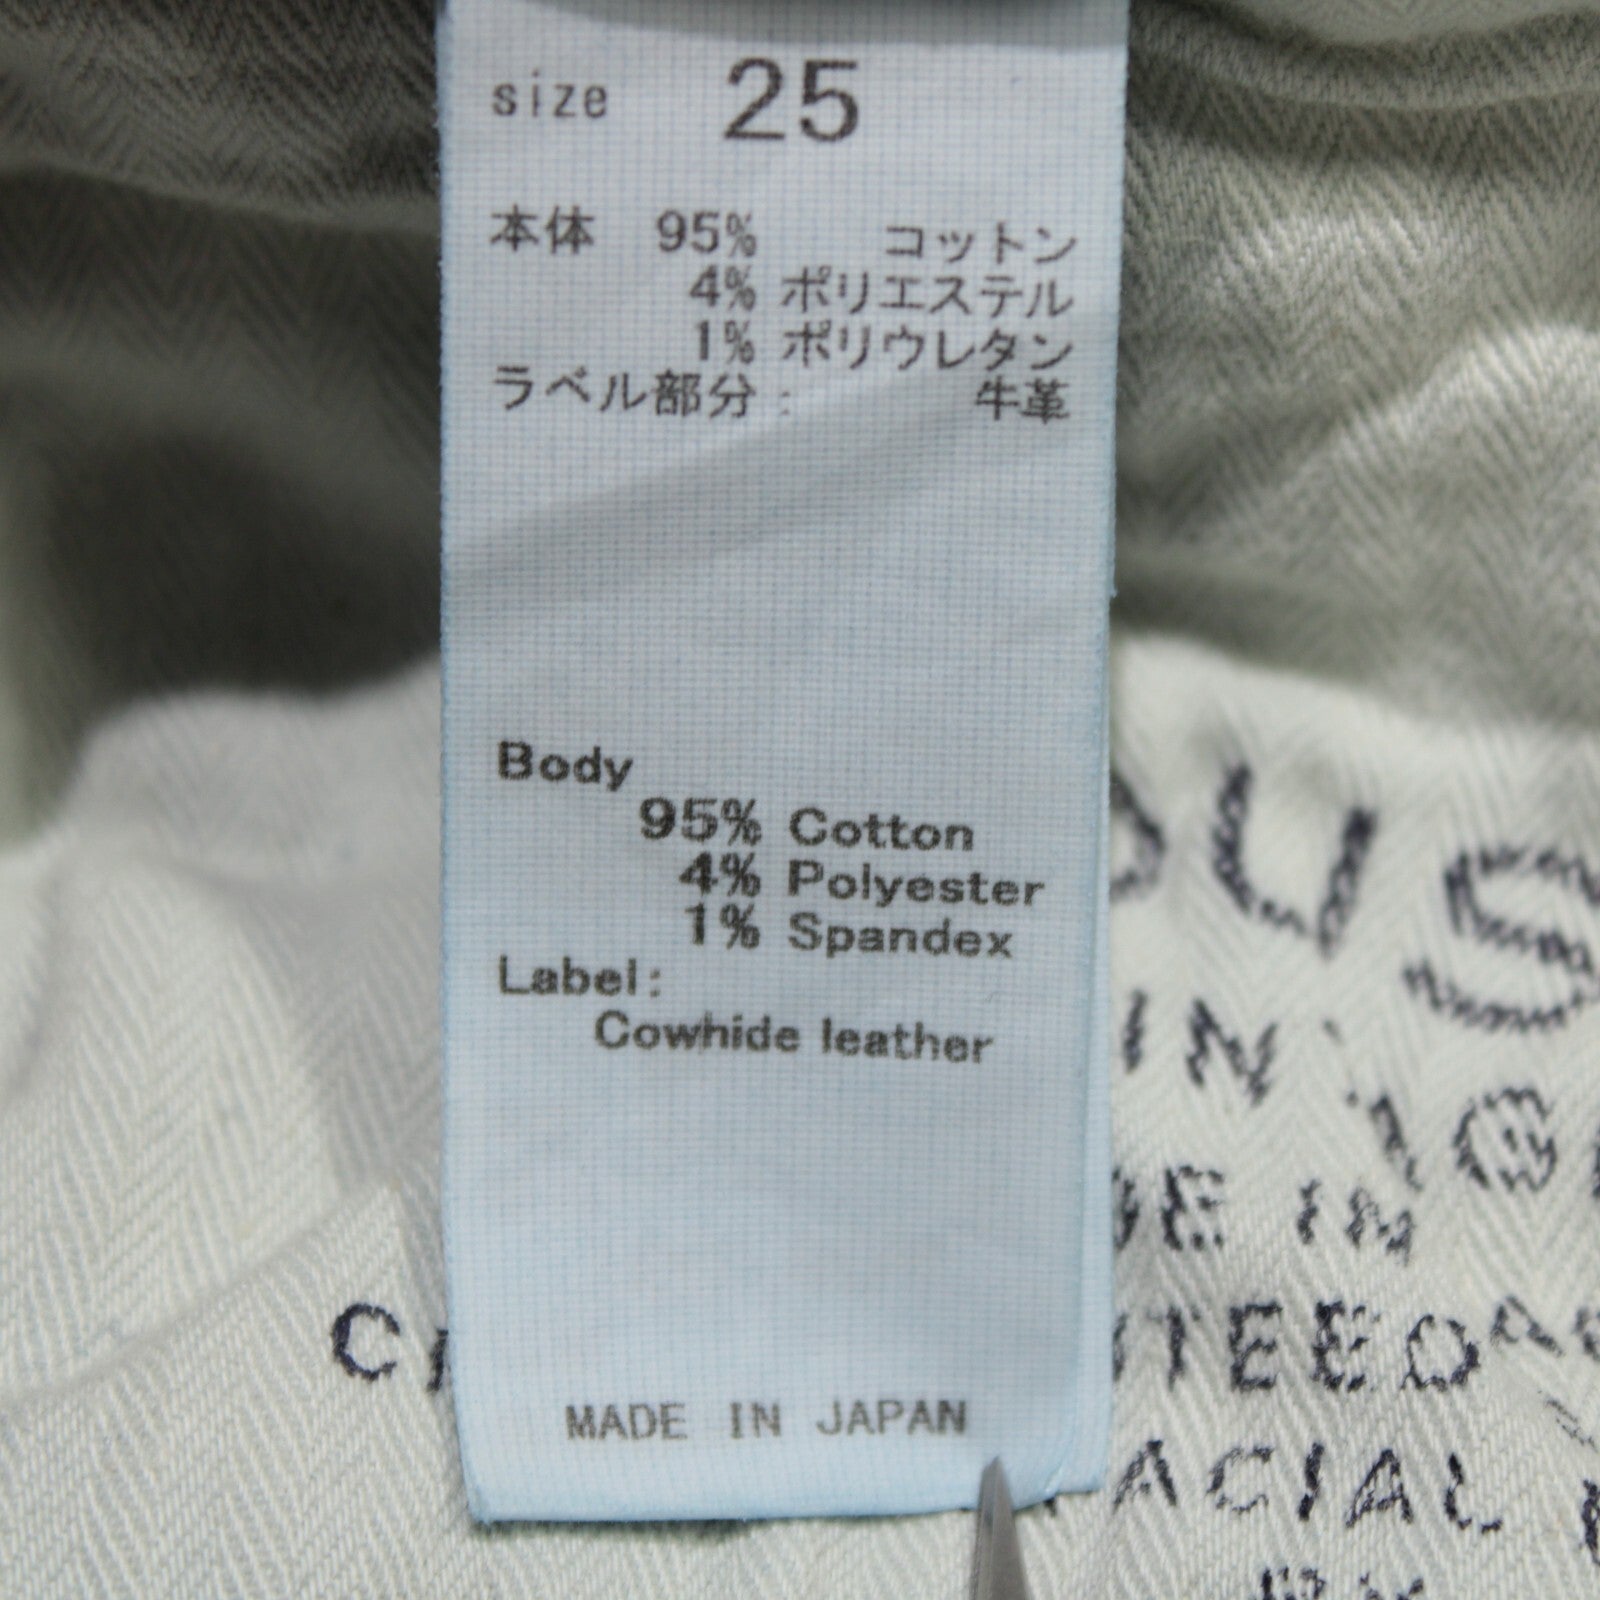 size 25
本体 95% コットン
4% ポリエステル
1% ポリウレタン
ラベル部分: 牛革
Body
95% Cotton
4% Polyester
1% Spandex
Label:
Cowhide leather
MADE IN JAPAN
IN
IN